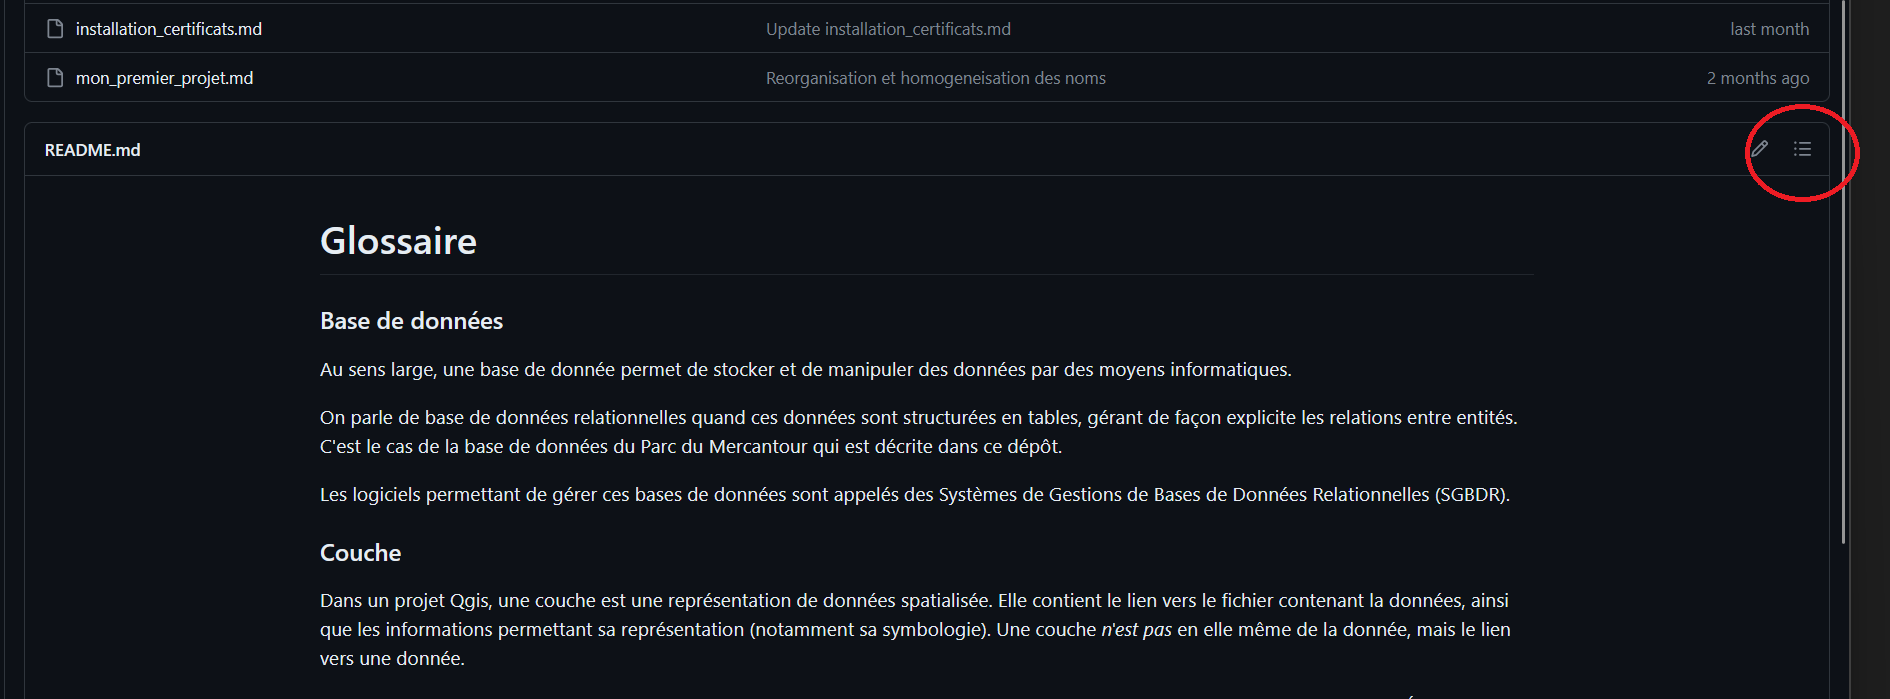 installation_certificats.md Update installation_certificats.md last month
mon_premier_projet.md Reorganisation et homogeneisation des noms 2 months ago
README.md
Glossaire
Base de données
Au sens large, une base de donnée permet de stocker et de manipuler des données par des moyens informatiques.
On parle de base de données relationnelles quand ces données sont structurées en tables, gérant de façon explicite les relations entre entités.
C'est le cas de la base de données du Parc du Mercantour qui est décrite dans ce dépôt.
Les logiciels permettant de gérer ces bases de données sont appelés des Systèmes de Gestions de Bases de Données Relationnelles (SGBDR).
Couche
Dans un projet Qgis, une couche est une représentation de données spatialisée. Elle contient le lien vers le fichier contenant la données, ainsi
que les informations permettant sa représentation (notamment sa symbologie). Une couche n'est pas en elle même de la donnée, mais le lien
vers une donnée.